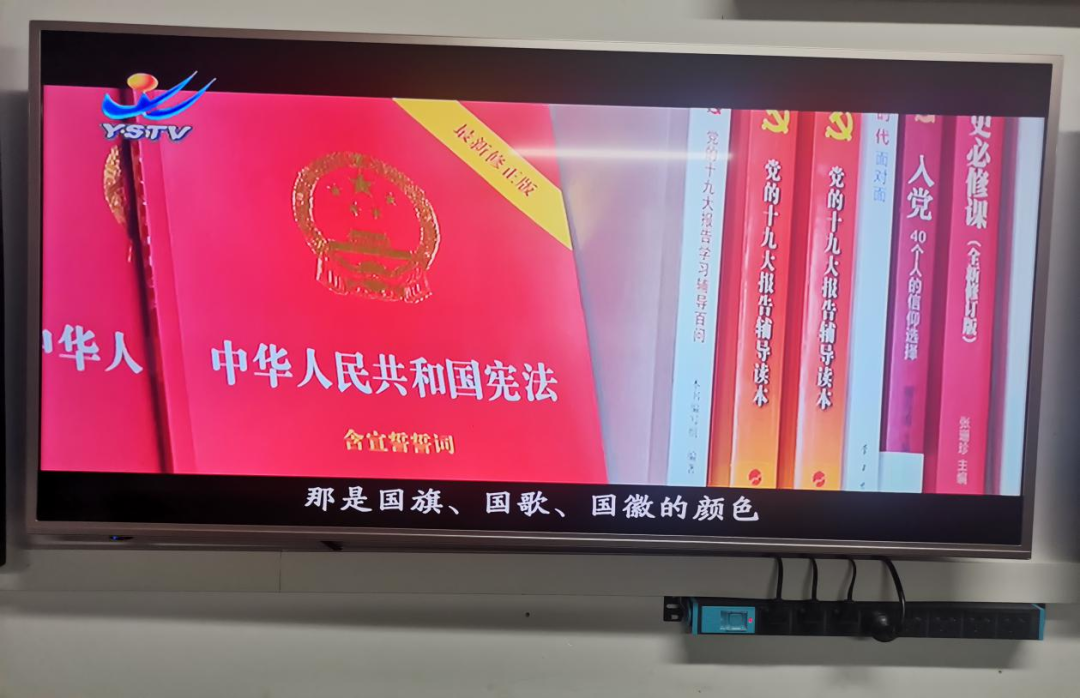 YSTV
华人
最新修正版
中华人民共和国宪法
含宣誓誓词
党的十九大报告学习辅导百问
党的十九大报告辅导读本
党的十九大报告辅导读本
时代面对面
入党
40个人的信仰选择
史必修课
(全新修订版)
张珊珍 主编
那是国旗、国歌、国徽的颜色